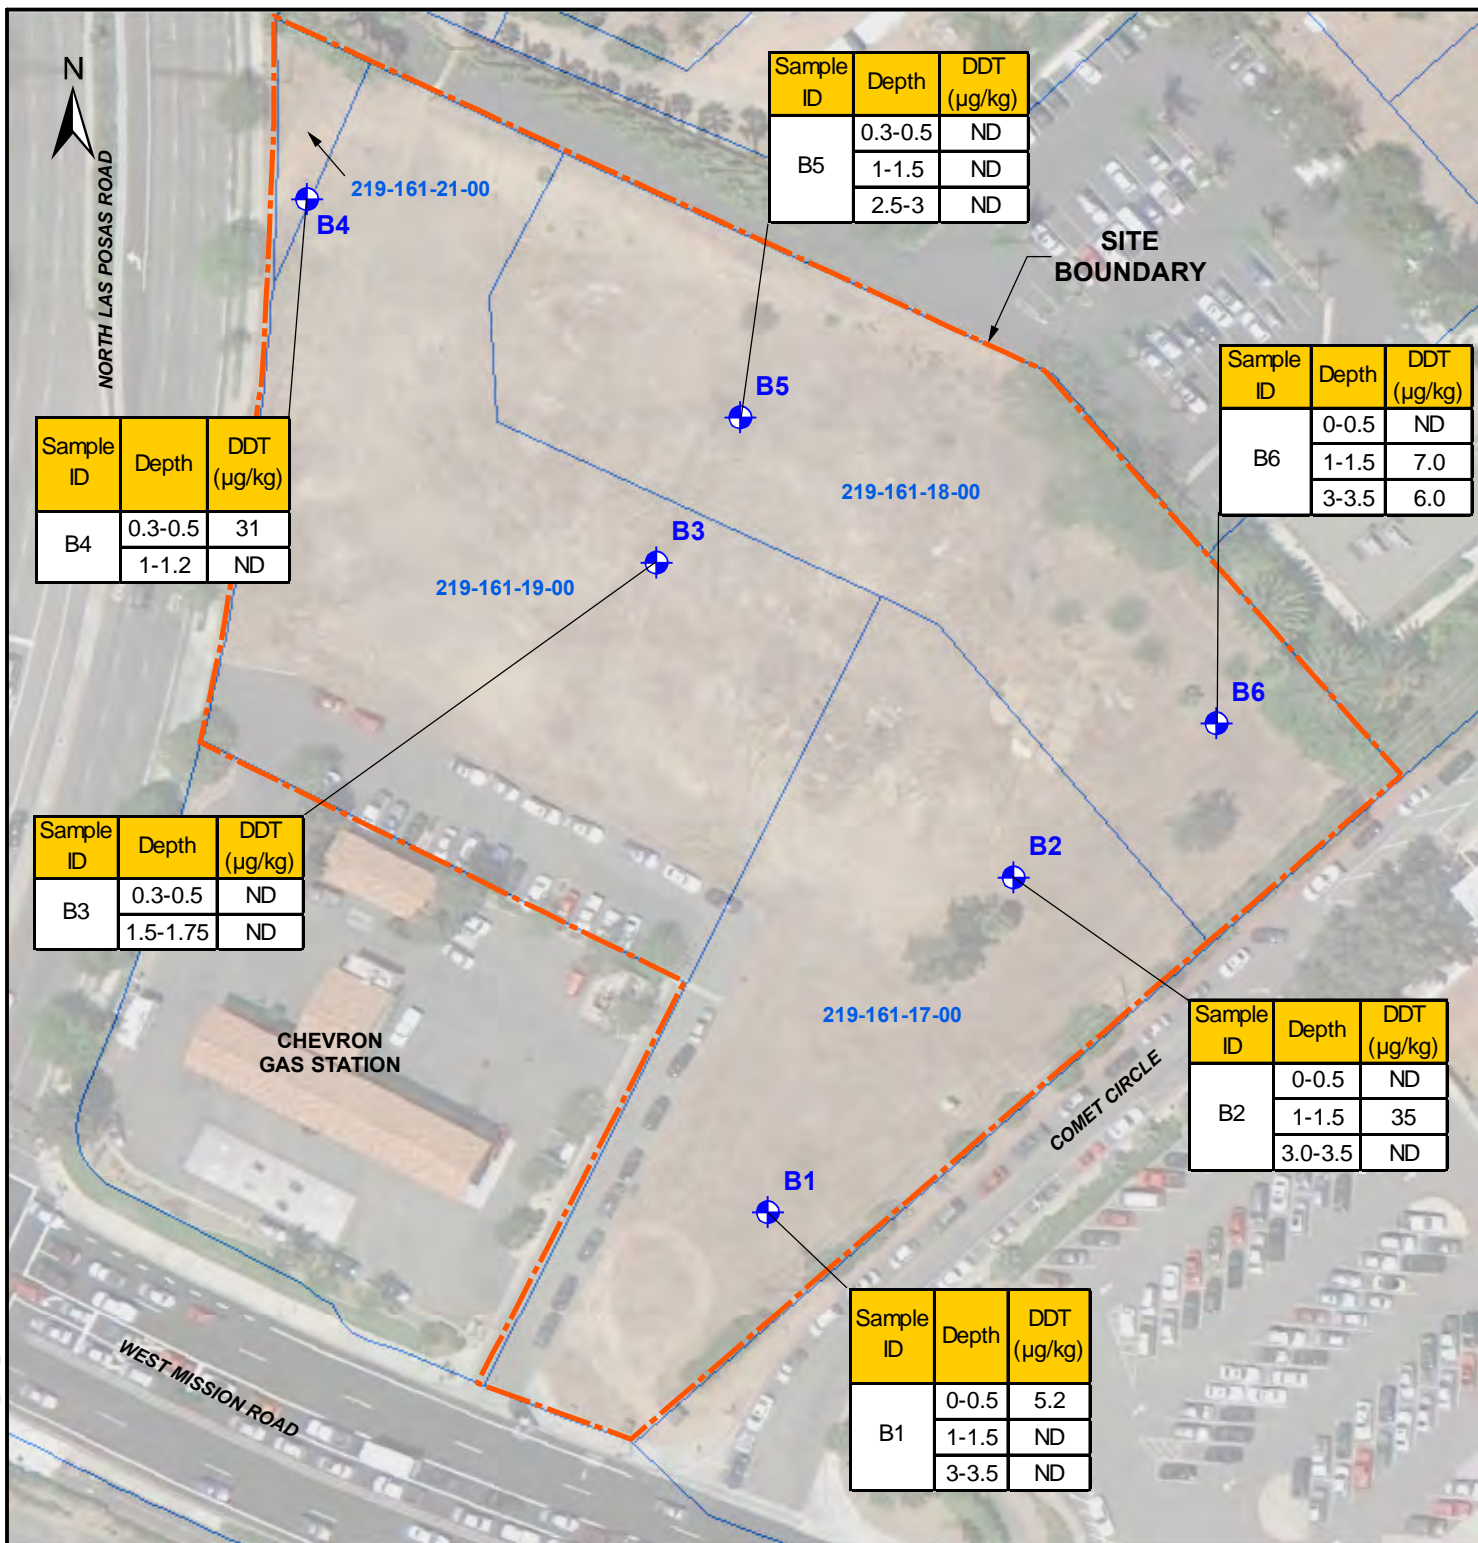 N
NORTH LAS POSAS ROAD
219-161-21-00
B4
Sample ID Depth DDT (µg/kg)
B5 0.3-0.5 ND
1-1.5 ND
2.5-3 ND
SITE
BOUNDARY
B5
Sample ID Depth DDT (µg/kg)
B6 0-0.5 ND
1-1.5 7.0
3-3.5 6.0
Sample ID Depth DDT (µg/kg)
B4 0.3-0.5 31
1-1.2 ND
219-161-18-00
B3
219-161-19-00
B6
Sample ID Depth DDT (µg/kg)
B3 0.3-0.5 ND
1.5-1.75 ND
B2
219-161-17-00
CHEVRON
GAS STATION
COMET CIRCLE
Sample ID Depth DDT (µg/kg)
B2 0-0.5 ND
1-1.5 35
3.0-3.5 ND
B1
WEST MISSION ROAD
Sample ID Depth DDT (µg/kg)
B1 0-0.5 5.2
1-1.5 ND
3-3.5 ND